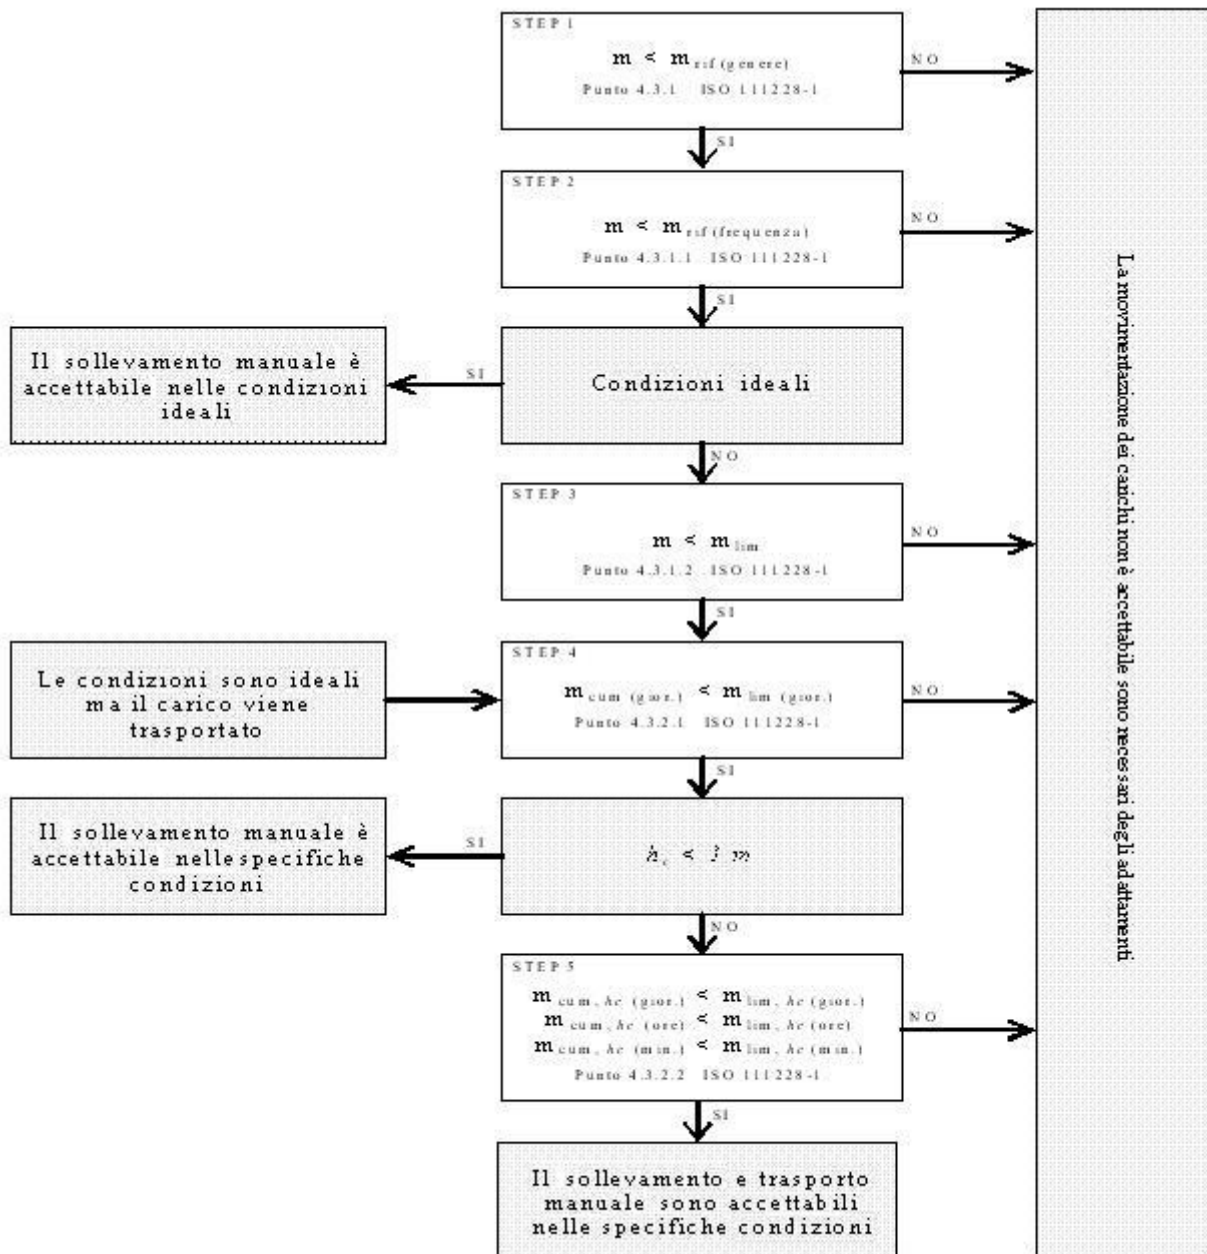 STEP 1
m < m rif (genere)
Punto 4.3.1 ISO 111228-1
NO
SI
STEP 2
m < m rif (frequenza)
Punto 4.3.1.1 ISO 111228-1
NO
SI
Il sollevamento manuale è
accettabile nelle condizioni
ideali
SI
Condizioni ideali
NO
STEP 3
m < m lim
Punto 4.3.1.2 ISO 111228-1
NO
SI
Le condizioni sono ideali
ma il carico viene
trasportato
STEP 4
m cum (gior.) < m lim (gior.)
Punto 4.3.2.1 ISO 111228-1
NO
SI
Il sollevamento manuale è
accettabile nelle specifiche
condizioni
SI
h c < 1 m
NO
STEP 5
m cum, hc (gior.) < m lim, hc (gior.)
m cum, hc (ore) < m lim, hc (ore)
m cum, hc (min.) < m lim, hc (min.)
Punto 4.3.2.2 ISO 111228-1
NO
SI
Il sollevamento e trasporto
manuale sono accettabili
nelle specifiche condizioni
La movimentazione dei carichi non è accettabile sono necessari degli adattamenti